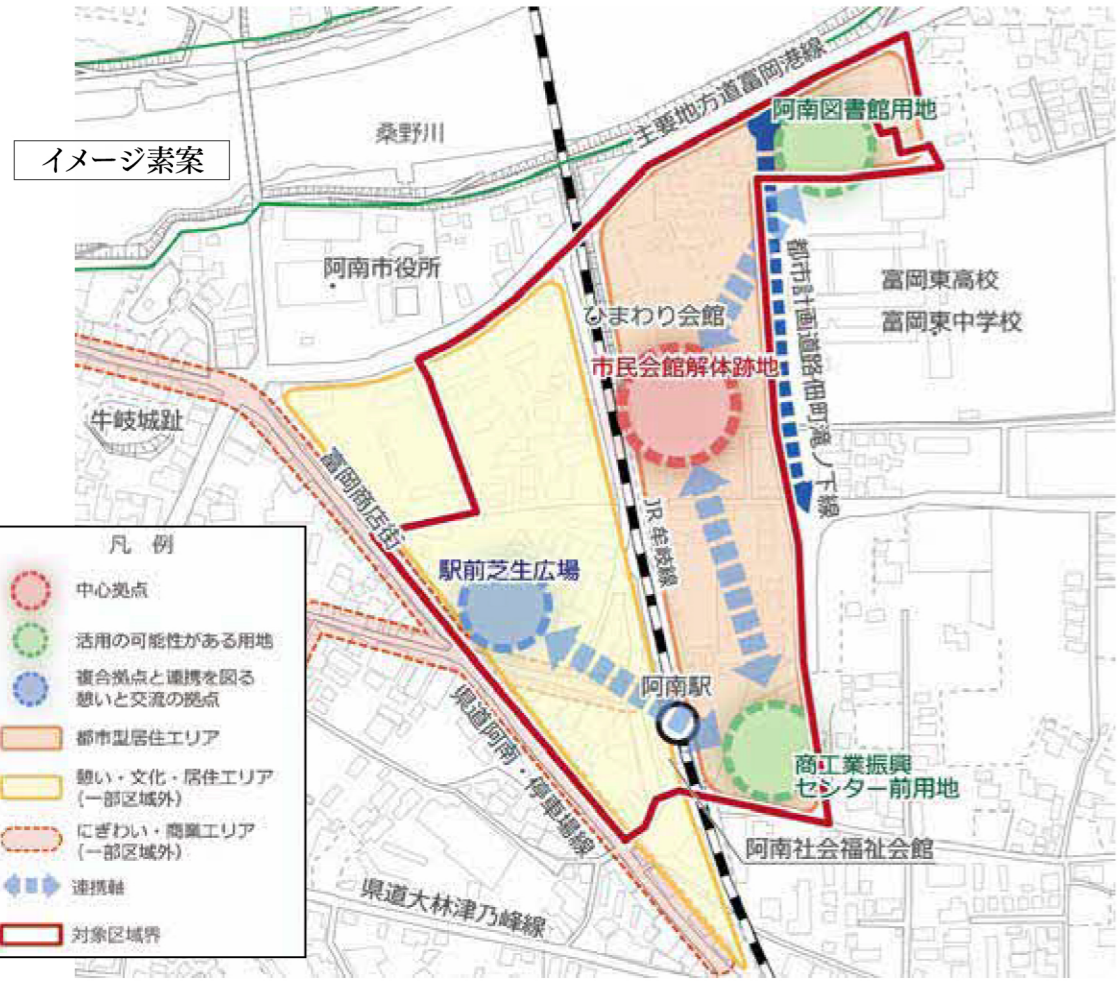 イメージ素案
桑野川
主要地方道富岡港線
阿南図書館用地
阿南市役所
ひまわり会館
都市計画道路佃町滝ノ下線
富岡東高校
富岡東中学校
市民会館解体跡地
牛岐城趾
富岡商店街
JR牟岐線
駅前芝生広場
阿南駅
県道阿南・停車場線
商工業振興
センター前用地
阿南社会福祉会館
県道大林津乃峰線
凡 例
中心拠点
活用の可能性がある用地
複合拠点と連携を図る
憩いと交流の拠点
都市型居住エリア
憩い・文化・居住エリア
(一部区域外)
にぎわい・商業エリア
(一部区域外)
連携軸
対象区域界